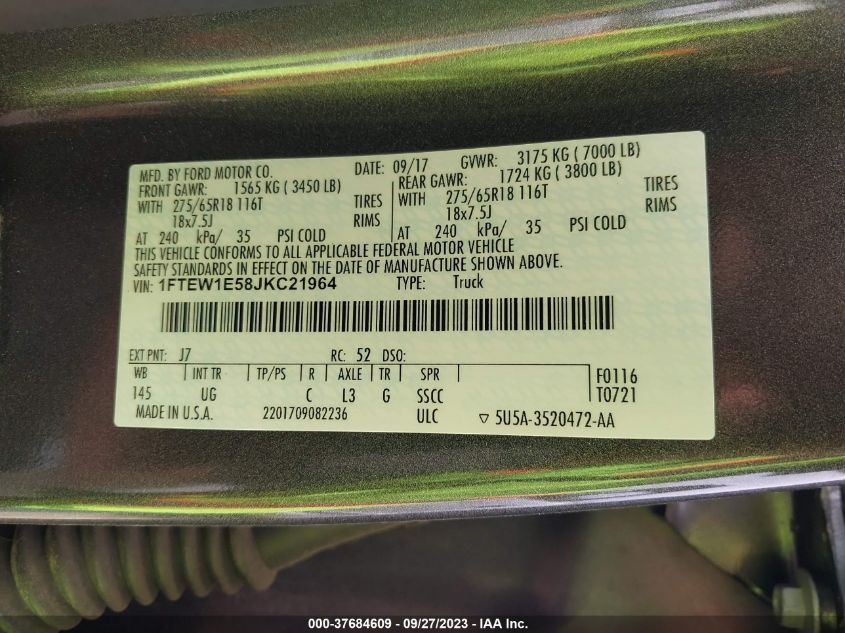 MFD. BY FORD MOTOR CO. DATE: 09/17 GVWR: 3175 KG ( 7000 LB)
FRONT GAWR: 1565 KG ( 3450 LB) REAR GAWR: 1724 KG ( 3800 LB)
WITH 275/65R18 116T TIRES WITH 275/65R18 116T TIRES
18x7.5J RIMS 18x7.5J RIMS
AT 240 kPa/ 35 PSI COLD AT 240 kPa/ 35 PSI COLD
THIS VEHICLE CONFORMS TO ALL APPLICABLE FEDERAL MOTOR VEHICLE
SAFETY STANDARDS IN EFFECT ON THE DATE OF MANUFACTURE SHOWN ABOVE.
VIN: 1FTEW1E58JKC21964 TYPE: Truck
EXT PNT: J7 RC: 52 DSO:
WB INT TR TP/PS R AXLE TR SPR F0116
145 UG C L3 G SSCC T0721
MADE IN U.S.A. 2201709082236 ULC ▽ 5U5A-3520472-AA
000-37684609 - 09/27/2023 - IAA Inc.